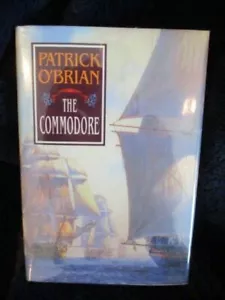 PATRICK
O'BRIAN
THE
COMMODORE